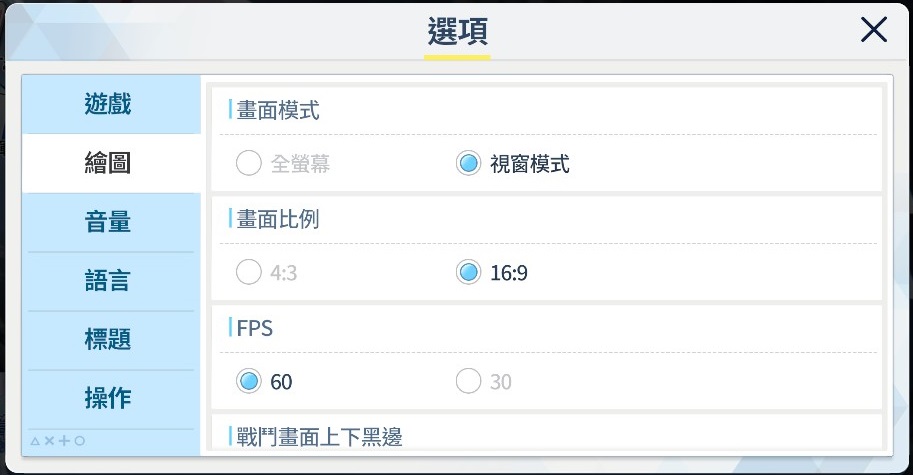 選項
遊戲
繪圖
音量
語言
標題
操作
畫面模式
全螢幕 視窗模式
畫面比例
4:3 16:9
FPS
60 30
戰鬥畫面上下黑邊